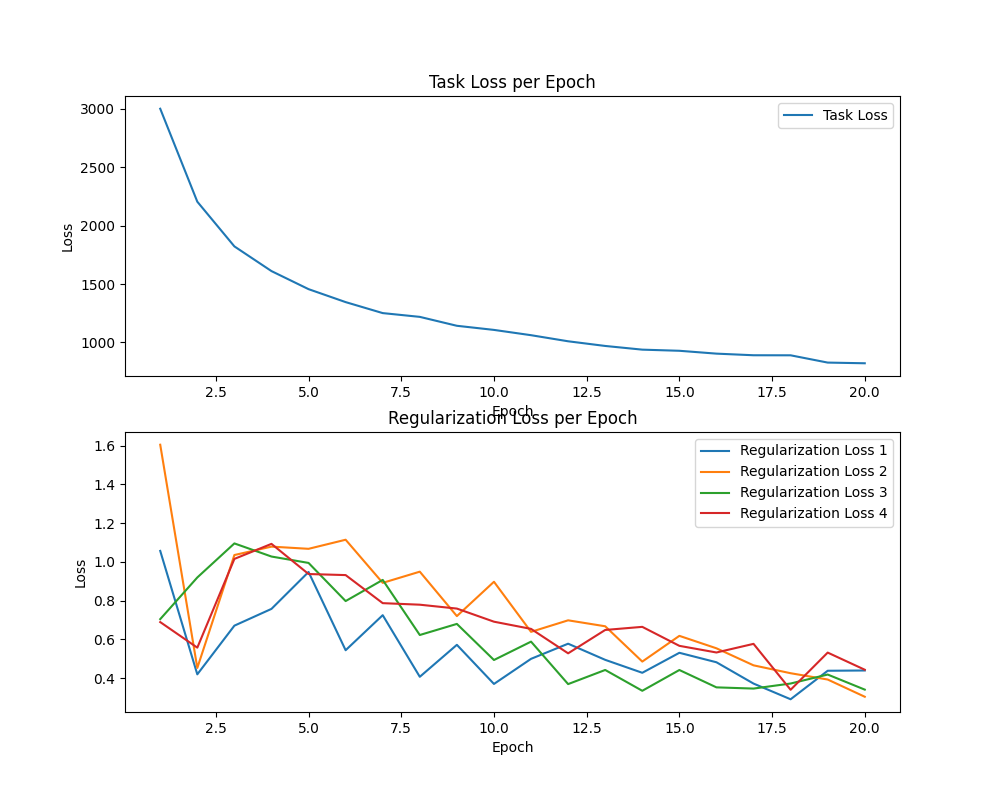 Task Loss per Epoch
3000
2500
2000
1500
1000
Loss
Task Loss
2.5 5.0 7.5 10.0 12.5 15.0 17.5 20.0
Epoch
Regularization Loss per Epoch
1.6
1.4
1.2
1.0
0.8
0.6
0.4
Loss
Regularization Loss 1
Regularization Loss 2
Regularization Loss 3
Regularization Loss 4
2.5 5.0 7.5 10.0 12.5 15.0 17.5 20.0
Epoch